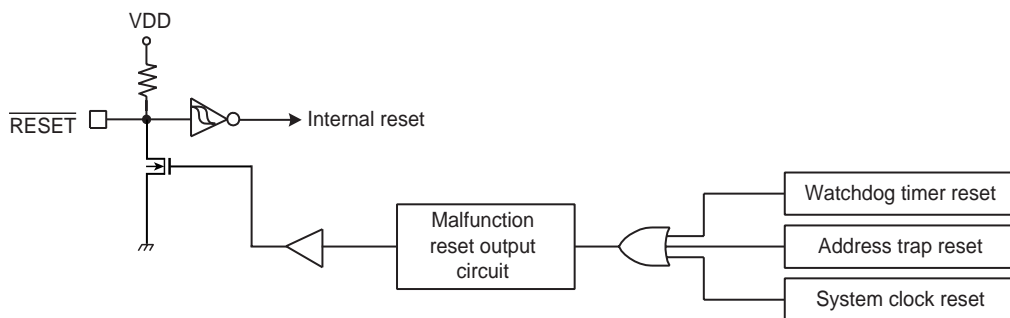 VDD
RESET
Internal reset
Watchdog timer reset
Malfunction
reset output
circuit
Address trap reset
System clock reset